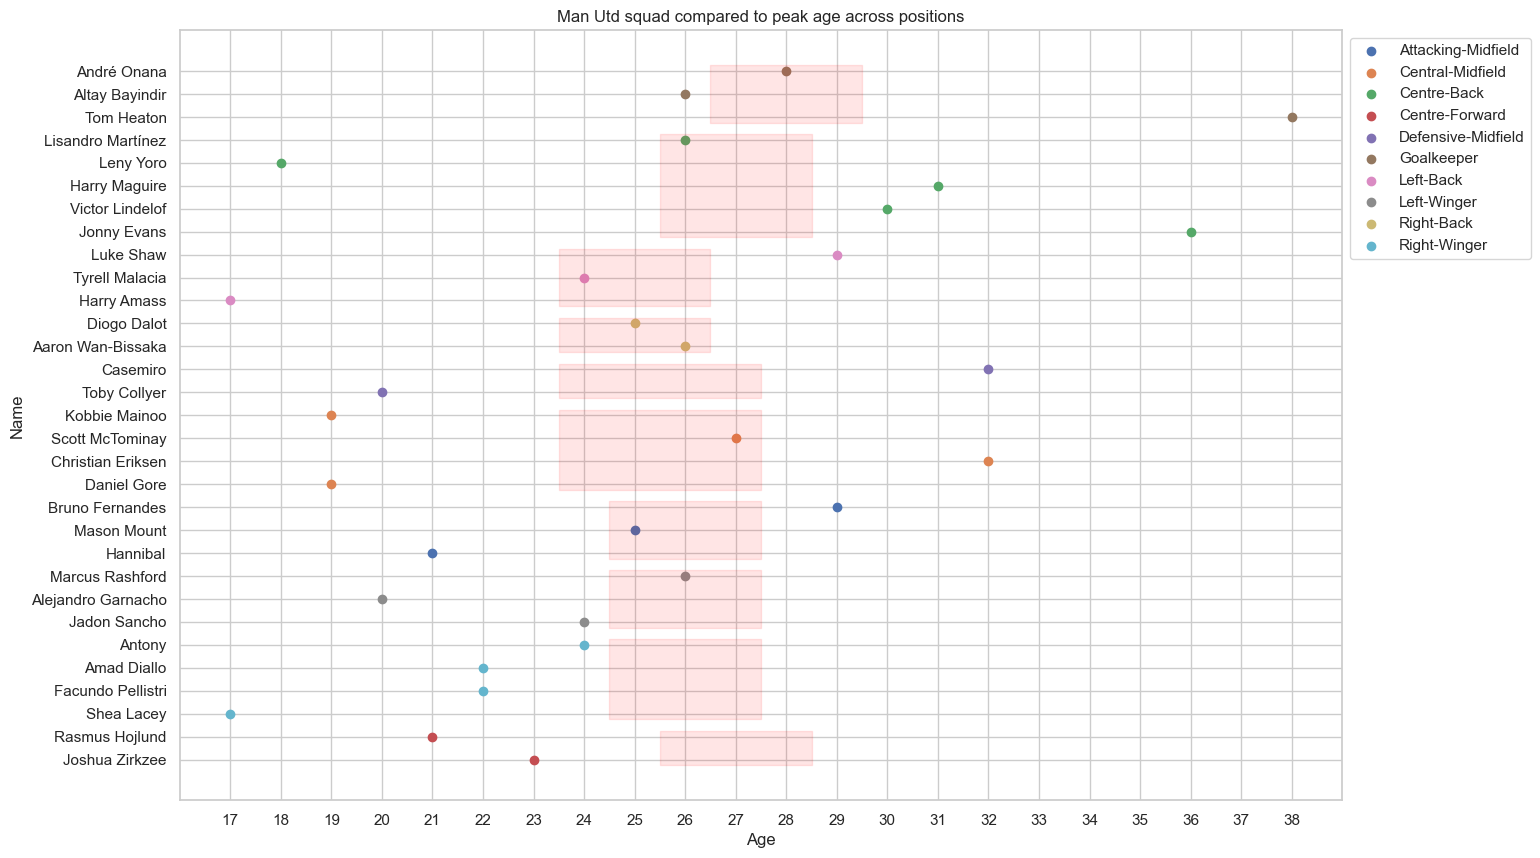 Man Utd squad compared to peak age across positions
Name
André Onana
Altay Bayindir
Tom Heaton
Lisandro Martínez
Leny Yoro
Harry Maguire
Victor Lindelof
Jonny Evans
Luke Shaw
Tyrell Malacia
Harry Amass
Diogo Dalot
Aaron Wan-Bissaka
Casemiro
Toby Collyer
Kobbie Mainoo
Scott McTominay
Christian Eriksen
Daniel Gore
Bruno Fernandes
Mason Mount
Hannibal
Marcus Rashford
Alejandro Garnacho
Jadon Sancho
Antony
Amad Diallo
Facundo Pellistri
Shea Lacey
Rasmus Hojlund
Joshua Zirkzee
17 18 19 20 21 22 23 24 25 26 27 28 29 30 31 32 33 34 35 36 37 38
Age
Attacking-Midfield
Central-Midfield
Centre-Back
Centre-Forward
Defensive-Midfield
Goalkeeper
Left-Back
Left-Winger
Right-Back
Right-Winger